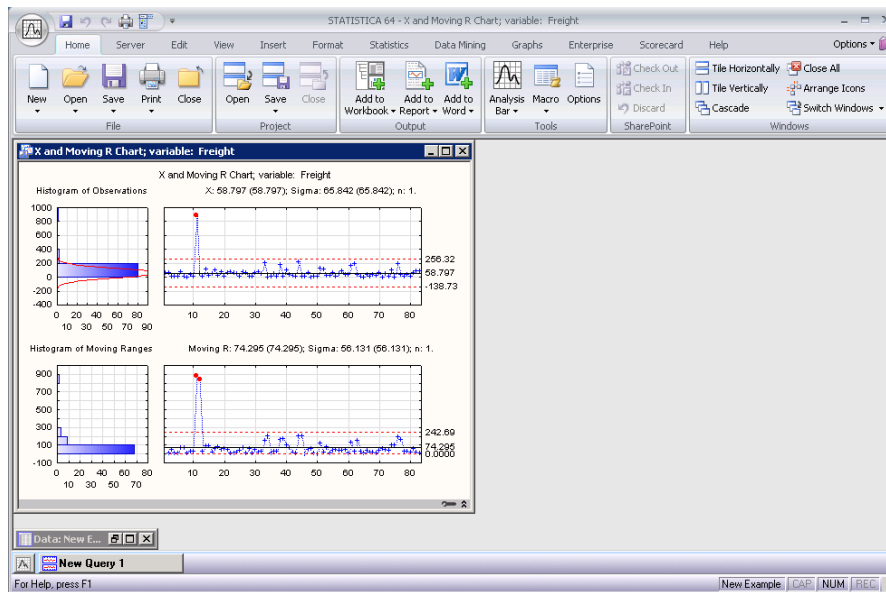 STATISTICA 64 - X and Moving R Chart; variable: Freight
Home Server Edit View Insert Format Statistics Data Mining Graphs Enterprise Scorecard Help Options
New Open Save Print Close
File
Open Save Close
Project
Add to Workbook Add to Report Add to Word
Output
Analysis Bar Macro Options
Tools
Check Out
Check In
Discard
SharePoint
Tile Horizontally Close All
Tile Vertically Arrange Icons
Cascade Switch Windows
Windows
X and Moving R Chart; variable: Freight
X and Moving R Chart; variable: Freight
Histogram of Observations X: 58.797 (58.797); Sigma: 65.842 (65.842); n: 1.
1000
800
600
400
200
0
-200
-400
256.32
58.797
-138.73
0 20 40 60 80 10 20 30 40 50 60 70 80
10 30 50 70 90
Histogram of Moving Ranges Moving R: 74.295 (74.295); Sigma: 56.131 (56.131); n: 1.
900
700
500
300
100
-100
242.69
74.295
0.0000
0 20 40 60 80 10 20 30 40 50 60 70 80
10 30 50 70
Data: New E...
New Query 1
For Help, press F1 New Example CAP NUM REC